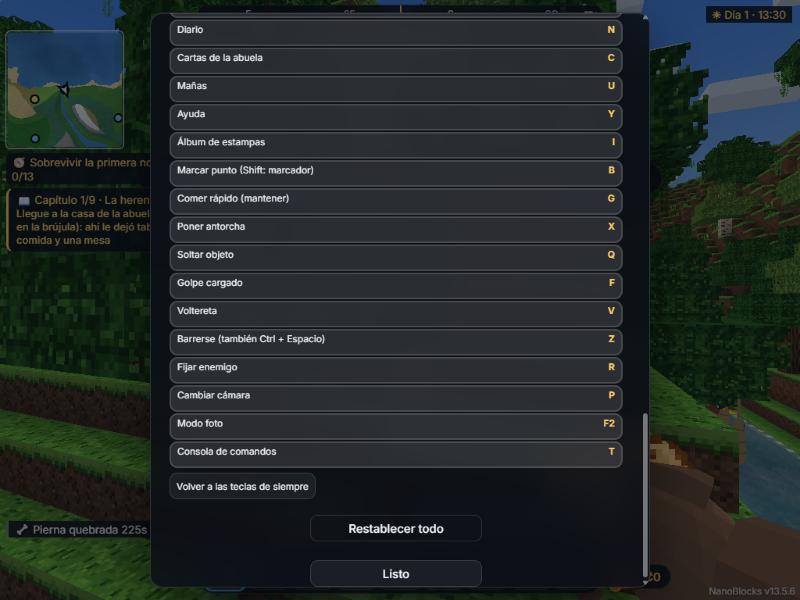 Día 1 · 13:30
Diario N
Cartas de la abuela C
Mañas U
Ayuda Y
Álbum de estampas I
Marcar punto (Shift: marcador) B
Comer rápido (mantener) G
Poner antorcha X
Soltar objeto Q
Golpe cargado F
Voltereta V
Barrerse (también Ctrl + Espacio) Z
Fijar enemigo R
Cambiar cámara P
Modo foto F2
Consola de comandos T
Volver a las teclas de siempre
Restablecer todo
Listo
Sobrevivir la primera
0/13
Capítulo 1/9 · La
Llegue a la casa de la
en la brújula): ahí le dejó
comida y una mesa
Pierna quebrada 225s
NanoBlocks v13.5.6